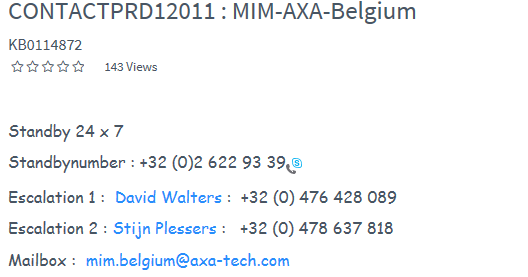 CONTACTPRD12011 : MIM-AXA-Belgium
KB0114872
143 Views
Standby 24 x 7
Standbynumber : +32 (0)2 622 93 39
Escalation 1 : David Walters : +32 (0) 476 428 089
Escalation 2 : Stijn Plessers : +32 (0) 478 637 818
Mailbox : mim.belgium@axa-tech.com